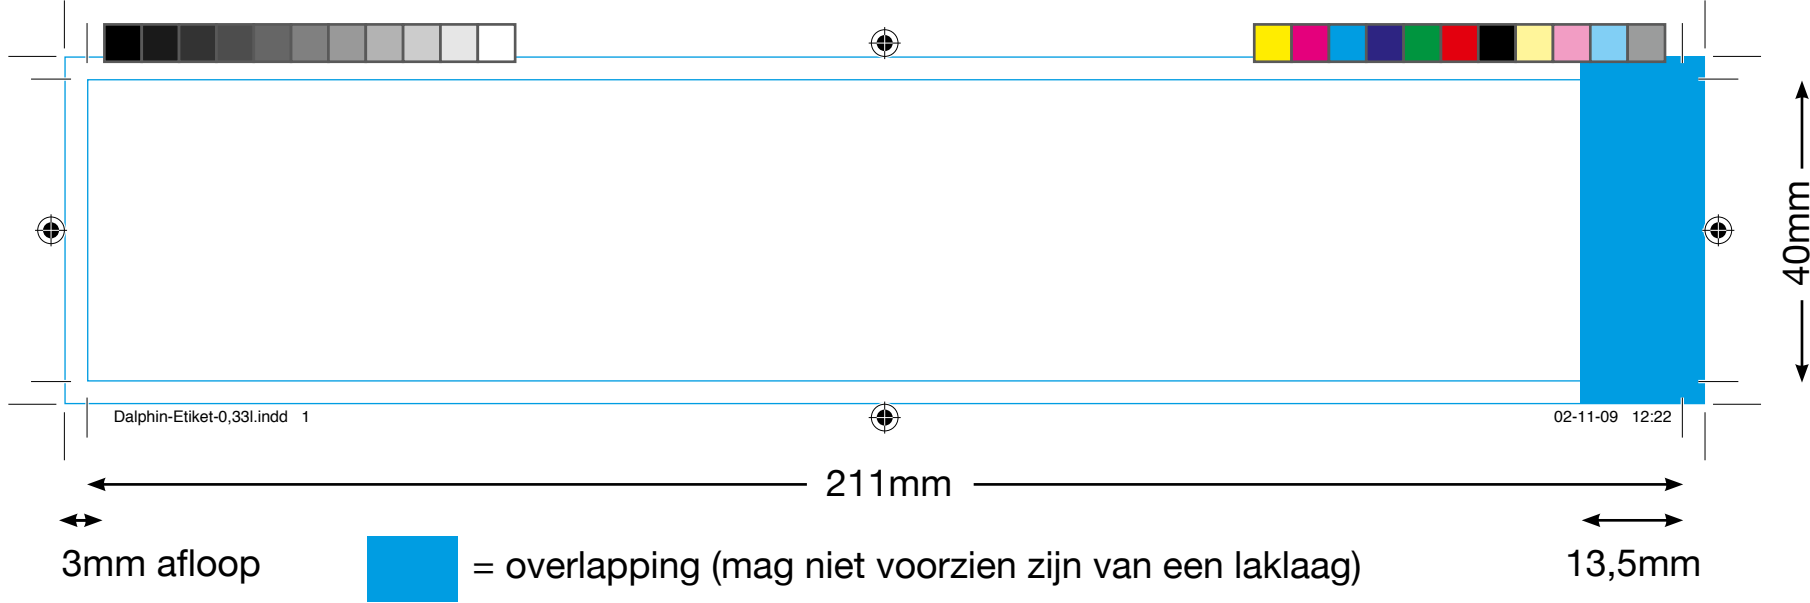 40mm
Dalphin-Etiket-0,33l.indd 1
02-11-09 12:22
211mm
3mm afloop
= overlapping (mag niet voorzien zijn van een laklaag)
13,5mm